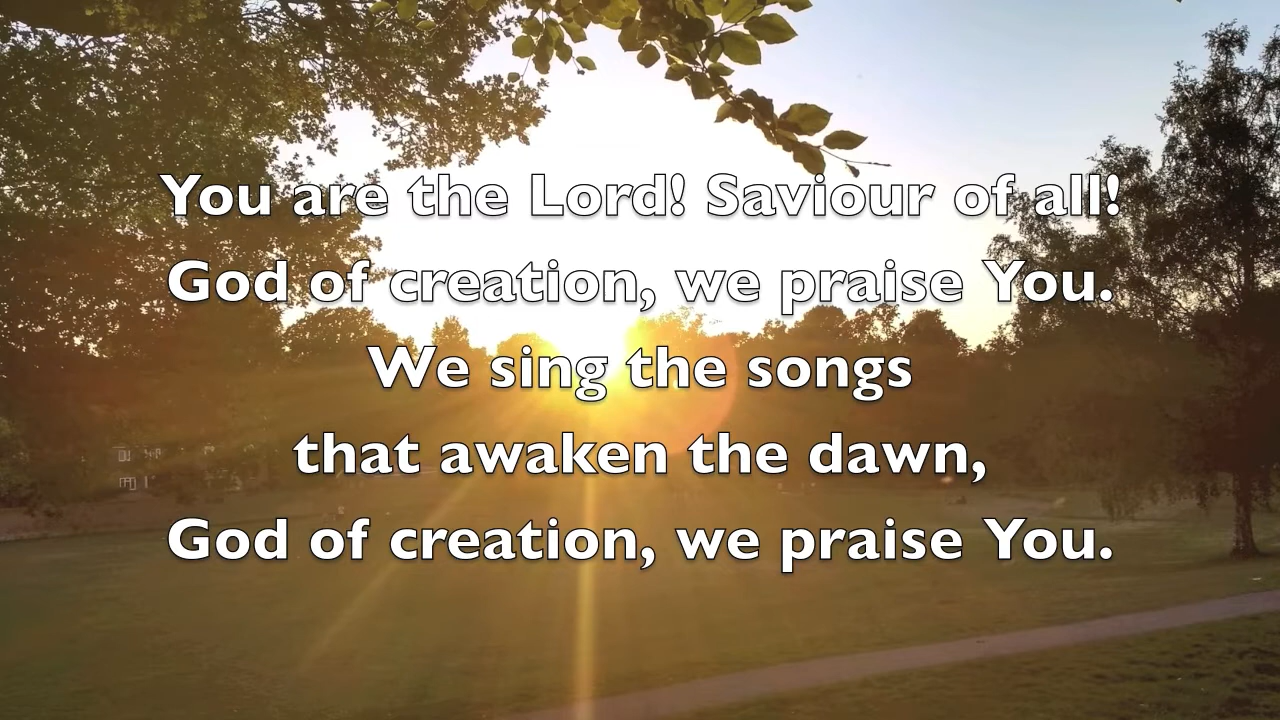 You are the Lord! Saviour of all!
God of creation, we praise You.
We sing the songs
that awaken the dawn,
God of creation, we praise You.